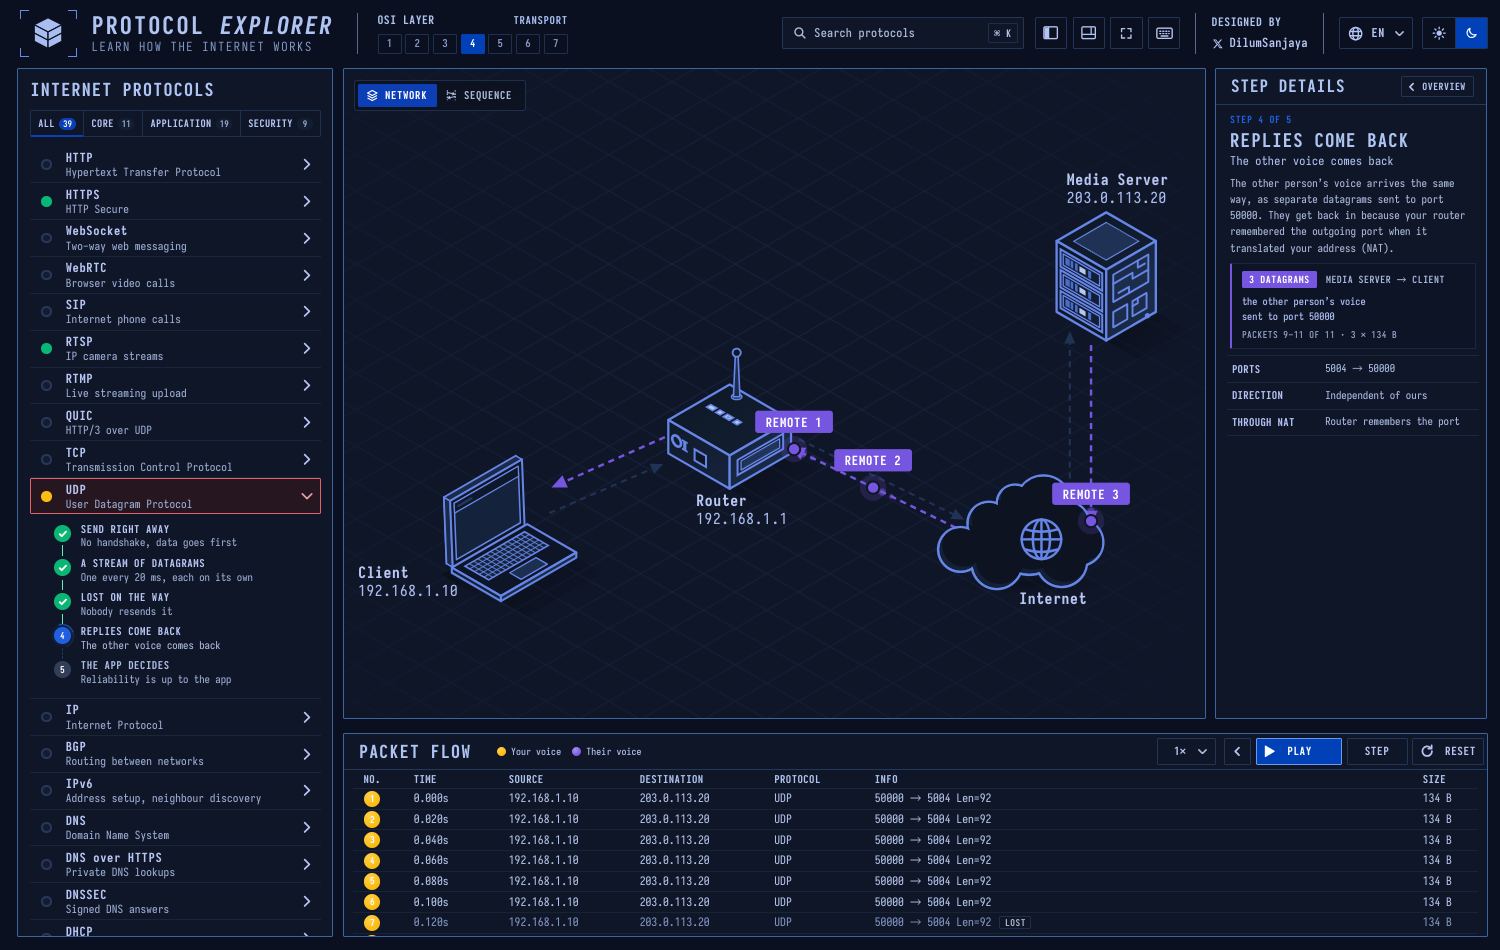 PROTOCOL EXPLORER
LEARN HOW THE INTERNET WORKS
OSI LAYER TRANSPORT
1 2 3 4 5 6 7
Search protocols ⌘ K
DESIGNED BY
DilumSanjaya
EN
INTERNET PROTOCOLS
ALL 39 CORE 11 APPLICATION 19 SECURITY 9
HTTP
Hypertext Transfer Protocol
HTTPS
HTTP Secure
WebSocket
Two-way web messaging
WebRTC
Browser video calls
SIP
Internet phone calls
RTSP
IP camera streams
RTMP
Live streaming upload
QUIC
HTTP/3 over UDP
TCP
Transmission Control Protocol
UDP
User Datagram Protocol
SEND RIGHT AWAY
No handshake, data goes first
A STREAM OF DATAGRAMS
One every 20 ms, each on its own
LOST ON THE WAY
Nobody resends it
4 REPLIES COME BACK
The other voice comes back
5 THE APP DECIDES
Reliability is up to the app
IP
Internet Protocol
BGP
Routing between networks
IPv6
Address setup, neighbour discovery
DNS
Domain Name System
DNS over HTTPS
Private DNS lookups
DNSSEC
Signed DNS answers
DHCP
NETWORK SEQUENCE
Media Server
203.0.113.20
REMOTE 1
REMOTE 2
REMOTE 3
Router
192.168.1.1
Client
192.168.1.10
Internet
STEP DETAILS OVERVIEW
STEP 4 OF 5
REPLIES COME BACK
The other voice comes back
The other person's voice arrives the same
way, as separate datagrams sent to port
50000. They get back in because your router
remembered the outgoing port when it
translated your address (NAT).
3 DATAGRAMS MEDIA SERVER → CLIENT
the other person's voice
sent to port 50000
PACKETS 9–11 OF 11 · 3 × 134 B
PORTS 5004 → 50000
DIRECTION Independent of ours
THROUGH NAT Router remembers the port
PACKET FLOW Your voice Their voice 1× PLAY STEP RESET
NO. TIME SOURCE DESTINATION PROTOCOL INFO SIZE
1 0.000s 192.168.1.10 203.0.113.20 UDP 50000 → 5004 Len=92 134 B
2 0.020s 192.168.1.10 203.0.113.20 UDP 50000 → 5004 Len=92 134 B
3 0.040s 192.168.1.10 203.0.113.20 UDP 50000 → 5004 Len=92 134 B
4 0.060s 192.168.1.10 203.0.113.20 UDP 50000 → 5004 Len=92 134 B
5 0.080s 192.168.1.10 203.0.113.20 UDP 50000 → 5004 Len=92 134 B
6 0.100s 192.168.1.10 203.0.113.20 UDP 50000 → 5004 Len=92 134 B
7 0.120s 192.168.1.10 203.0.113.20 UDP 50000 → 5004 Len=92 LOST 134 B